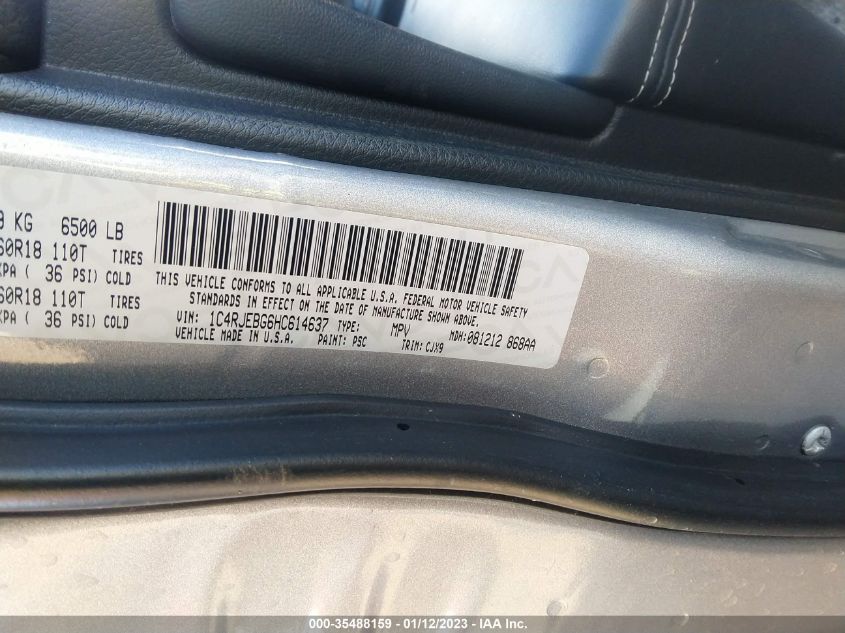 KG 6500 LB
60R18 110T TIRES
KPA ( 36 PSI) COLD
60R18 110T TIRES
KPA ( 36 PSI) COLD
THIS VEHICLE CONFORMS TO ALL APPLICABLE U.S.A. FEDERAL MOTOR VEHICLE SAFETY
STANDARDS IN EFFECT ON THE DATE OF MANUFACTURE SHOWN ABOVE.
VIN: 1C4RJEBG6HC614637 TYPE: MPV MDH:081212 868AA
VEHICLE MADE IN U.S.A. PAINT: PSC TRIM: CJX9
000-35488159 - 01/12/2023 - IAA Inc.